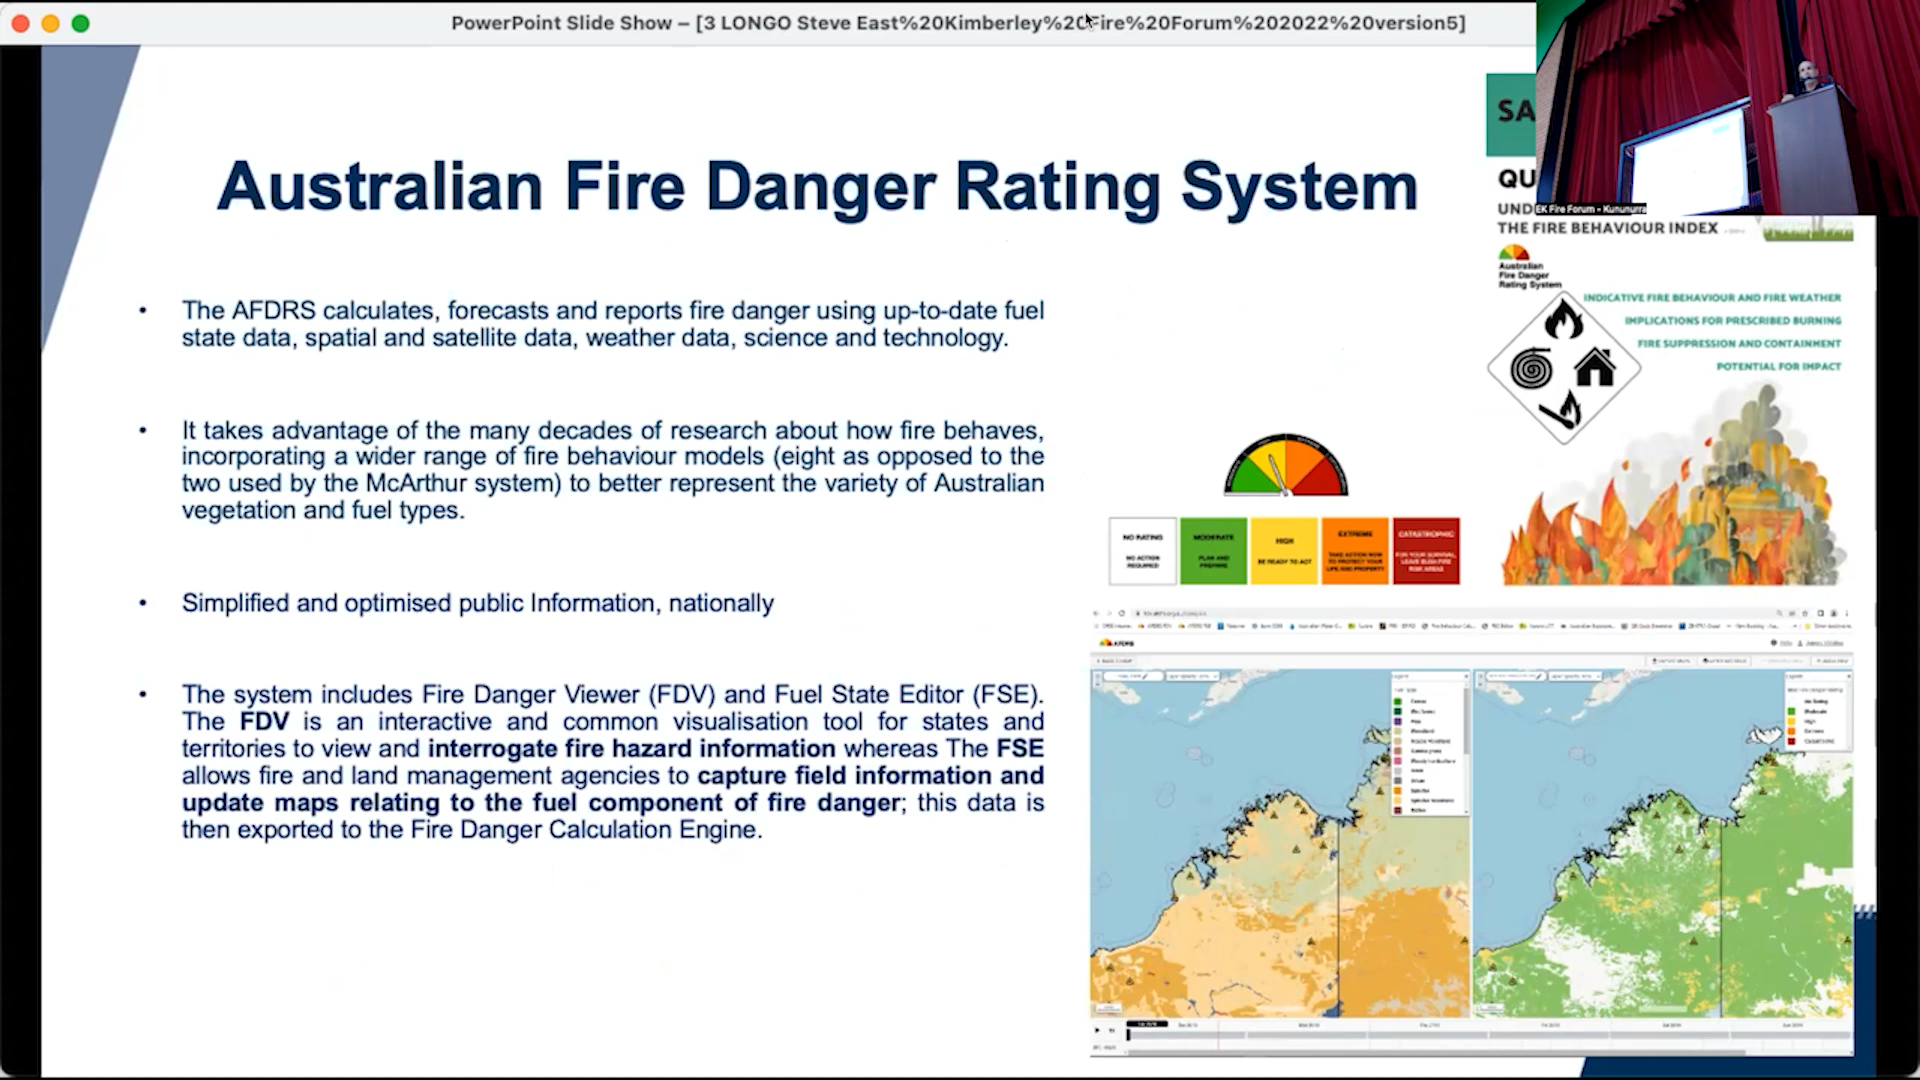 PowerPoint Slide Show – [3 LONGO Steve East%20Kimberley%20Fire%20Forum%202022%20version5]
EK Fire Forum - Kununurra
Australian Fire Danger Rating System
• The AFDRS calculates, forecasts and reports fire danger using up-to-date fuel
state data, spatial and satellite data, weather data, science and technology.
• It takes advantage of the many decades of research about how fire behaves,
incorporating a wider range of fire behaviour models (eight as opposed to the
two used by the McArthur system) to better represent the variety of Australian
vegetation and fuel types.
• Simplified and optimised public Information, nationally
• The system includes Fire Danger Viewer (FDV) and Fuel State Editor (FSE).
The FDV is an interactive and common visualisation tool for states and
territories to view and interrogate fire hazard information whereas The FSE
allows fire and land management agencies to capture field information and
update maps relating to the fuel component of fire danger; this data is
then exported to the Fire Danger Calculation Engine.
SA
QU
UND
THE FIRE BEHAVIOUR INDEX
Australian
Fire Danger
Rating System
INDICATIVE FIRE BEHAVIOUR AND FIRE WEATHER
IMPLICATIONS FOR PRESCRIBED BURNING
FIRE SUPPRESSION AND CONTAINMENT
POTENTIAL FOR IMPACT
NO RATING
NO ACTION
REQUIRED
MODERATE
PLAN AND
PREPARE
HIGH
BE READY TO ACT
EXTREME
TAKE ACTION NOW
TO PROTECT YOUR
LIFE AND PROPERTY
CATASTROPHIC
FOR YOUR SURVIVAL,
LEAVE BUSH FIRE
RISK AREAS
AFDRS